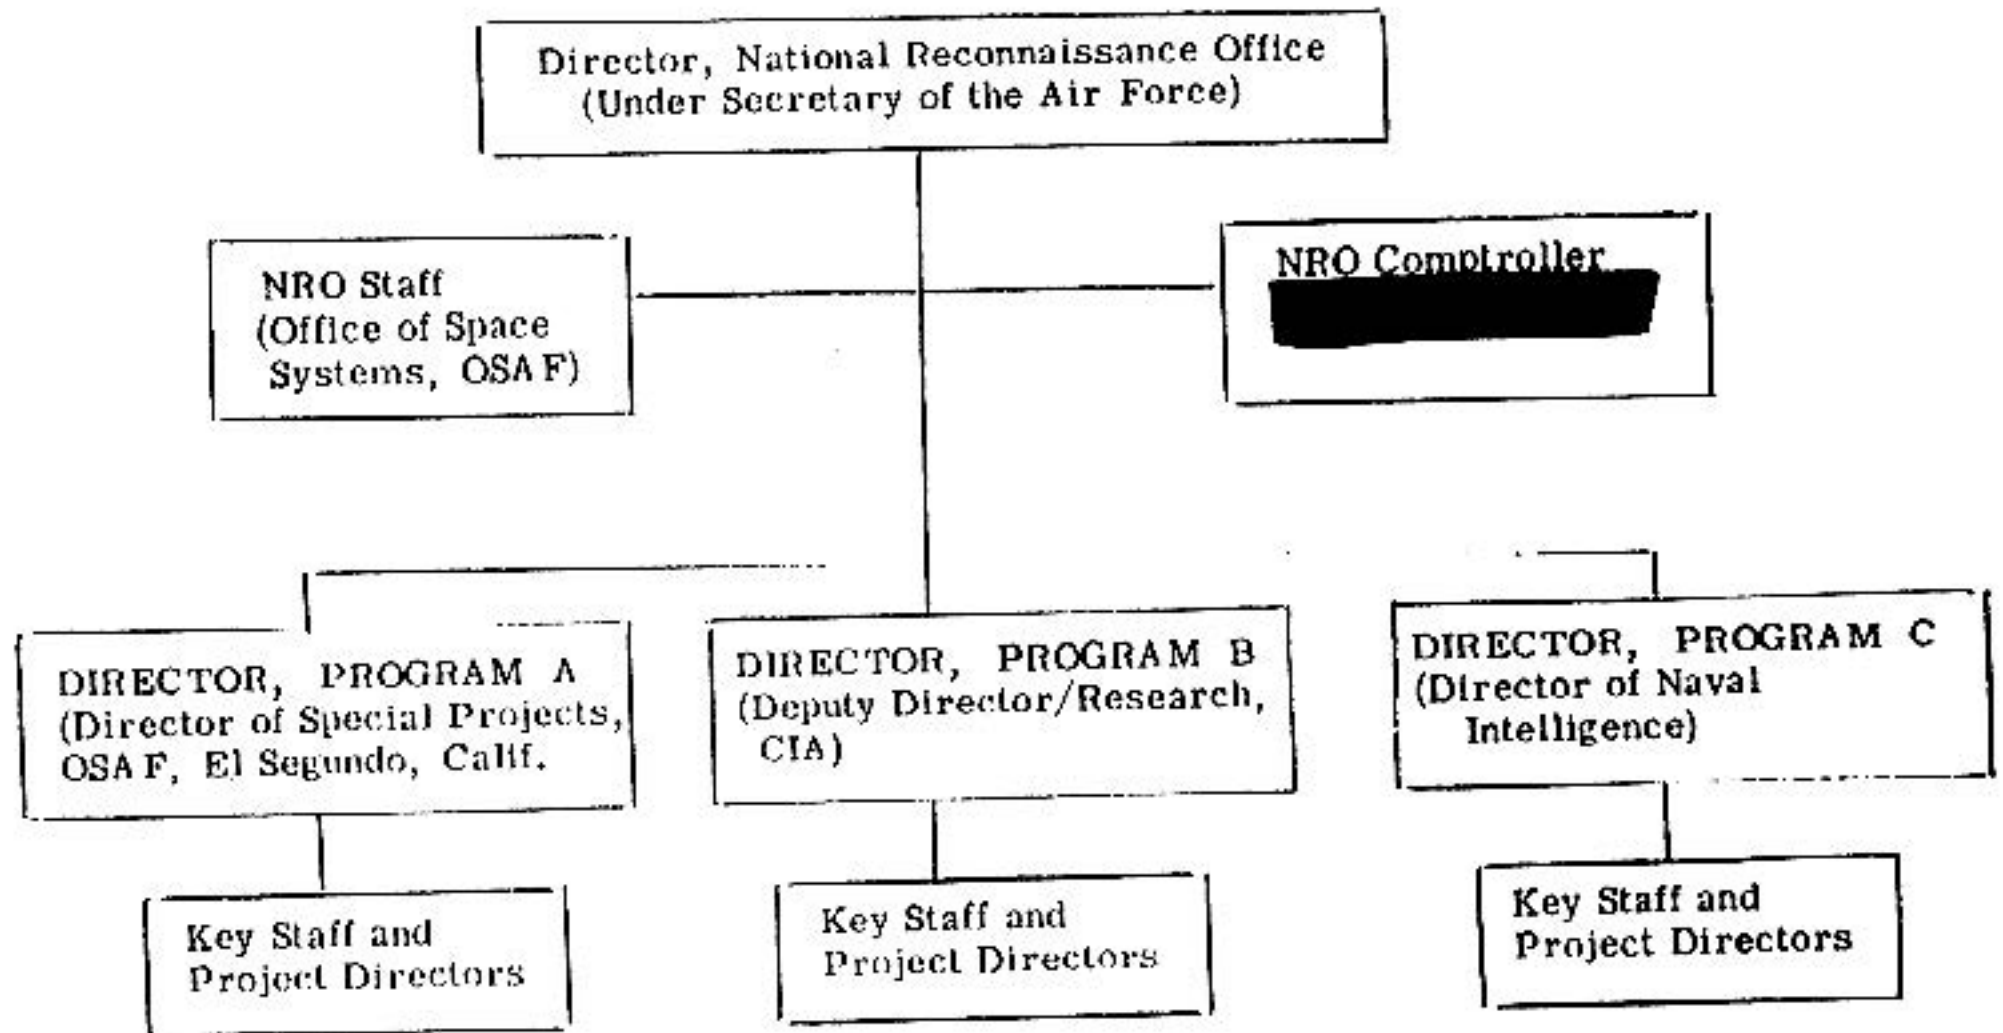 Director, National Reconnaissance Office
(Under Secretary of the Air Force)
NRO Staff
(Office of Space
Systems, OSAF)
NRO Comptroller
DIRECTOR, PROGRAM A
(Director of Special Projects,
OSAF, El Segundo, Calif.
DIRECTOR, PROGRAM B
(Deputy Director/Research,
CIA)
DIRECTOR, PROGRAM C
(Director of Naval
Intelligence)
Key Staff and
Project Directors
Key Staff and
Project Directors
Key Staff and
Project Directors